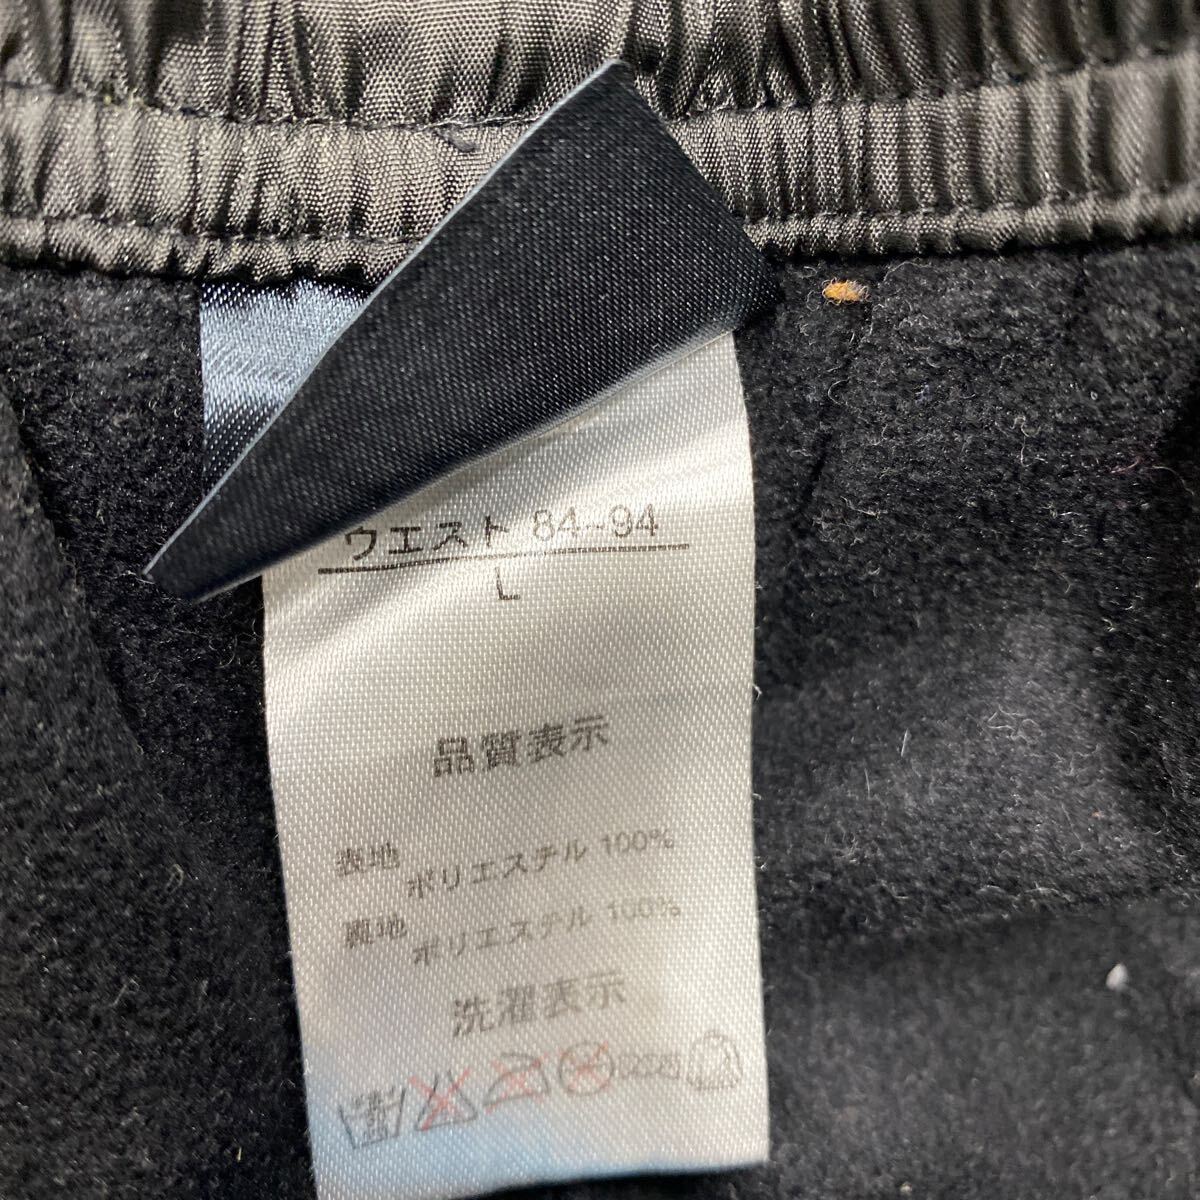 ウエスト 84~94
L
品質表示
表地
ポリエステル 100%
裏地
ポリエステル 100%
洗濯表示